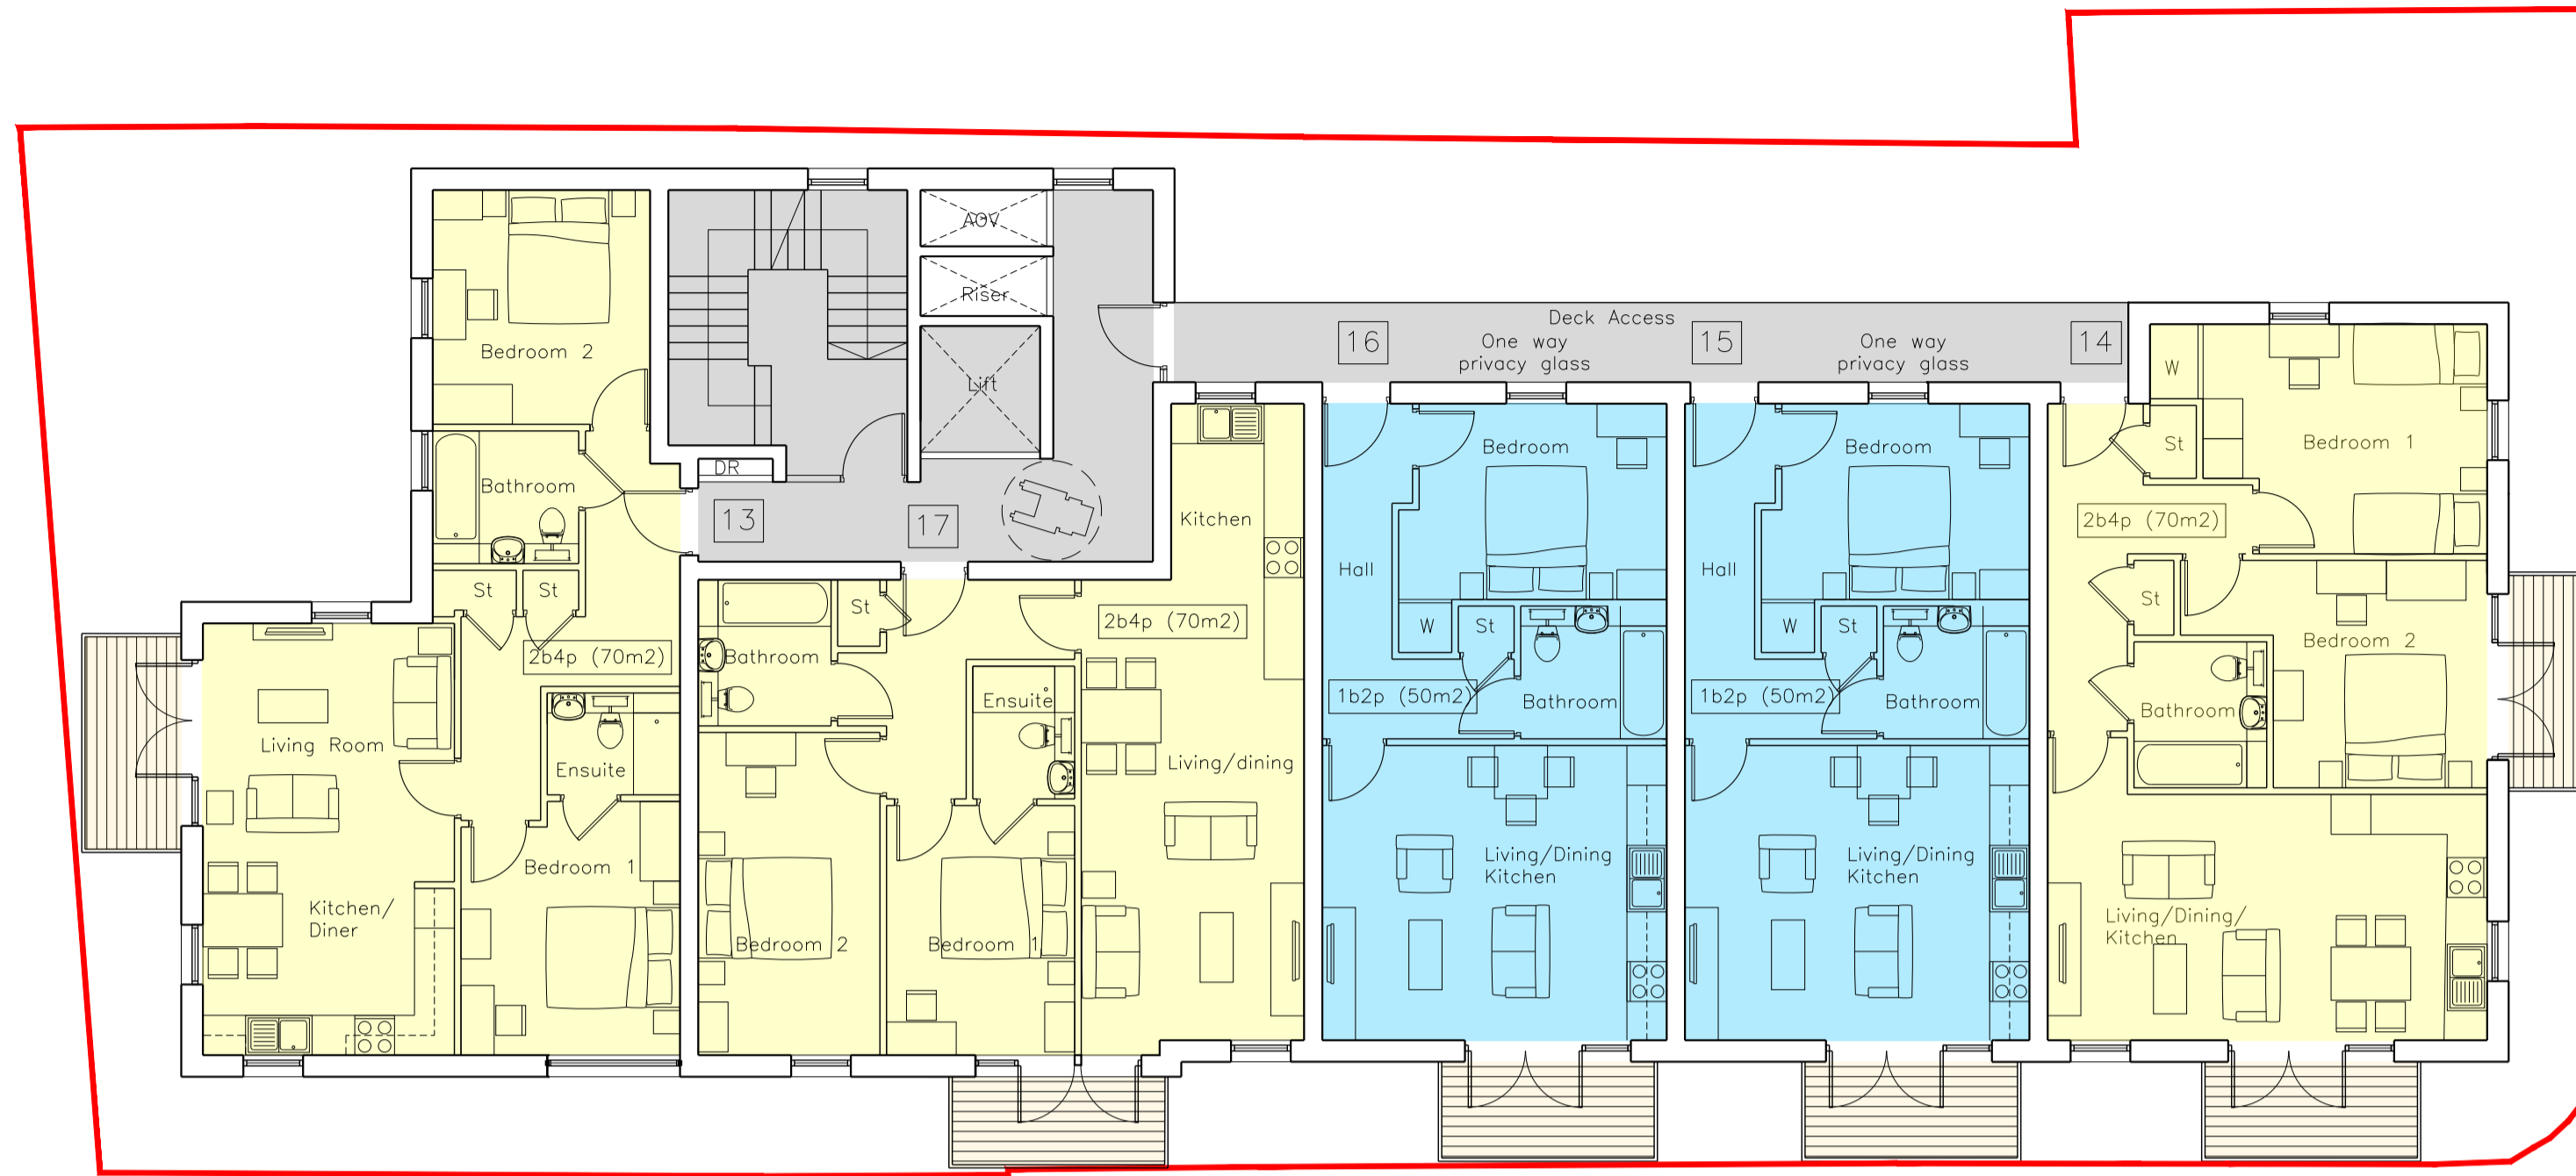 AOV
Riser
Lift
DR
13
17
Deck Access
16
One way
privacy glass
15
One way
privacy glass
14
Bedroom 2
Bathroom
St
St
2b4p (70m2)
Living Room
Ensuite
Bedroom 1
Kitchen/
Diner
Bathroom
St
Ensuite
2b4p (70m2)
Kitchen
Living/dining
Bedroom 2
Bedroom 1
Bedroom
Hall
W
St
1b2p (50m2)
Bathroom
Living/Dining
Kitchen
Bedroom
Hall
W
St
1b2p (50m2)
Bathroom
Living/Dining
Kitchen
W
St
Bedroom 1
2b4p (70m2)
St
Bedroom 2
Bathroom
Living/Dining/
Kitchen